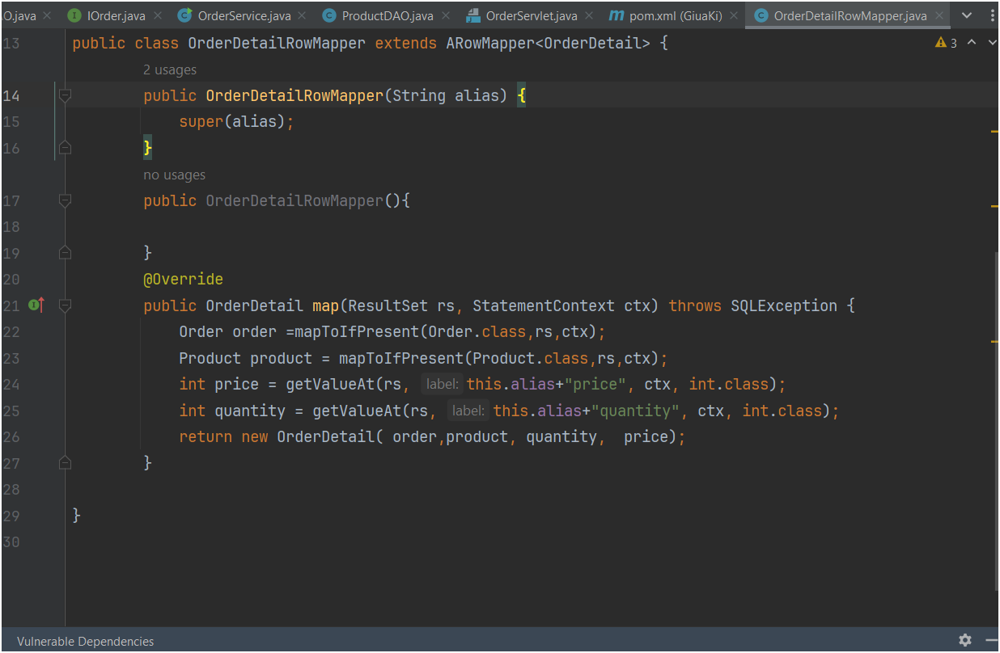 O.java IOrder.java OrderService.java ProductDAO.java OrderServlet.java m pom.xml (GiuaKi) OrderDetailRowMapper.java
13 public class OrderDetailRowMapper extends ARowMapper<OrderDetail> { 3
2 usages
14 public OrderDetailRowMapper(String alias) {
15 super(alias);
16 }
no usages
17 public OrderDetailRowMapper(){
18
19 }
20 @Override
21 public OrderDetail map(ResultSet rs, StatementContext ctx) throws SQLException {
22 Order order =mapToIfPresent(Order.class,rs,ctx);
23 Product product = mapToIfPresent(Product.class,rs,ctx);
24 int price = getValueAt(rs, label: this.alias+"price", ctx, int.class);
25 int quantity = getValueAt(rs, label: this.alias+"quantity", ctx, int.class);
26 return new OrderDetail( order,product, quantity,  price);
27 }
28
29 }
30
Vulnerable Dependencies